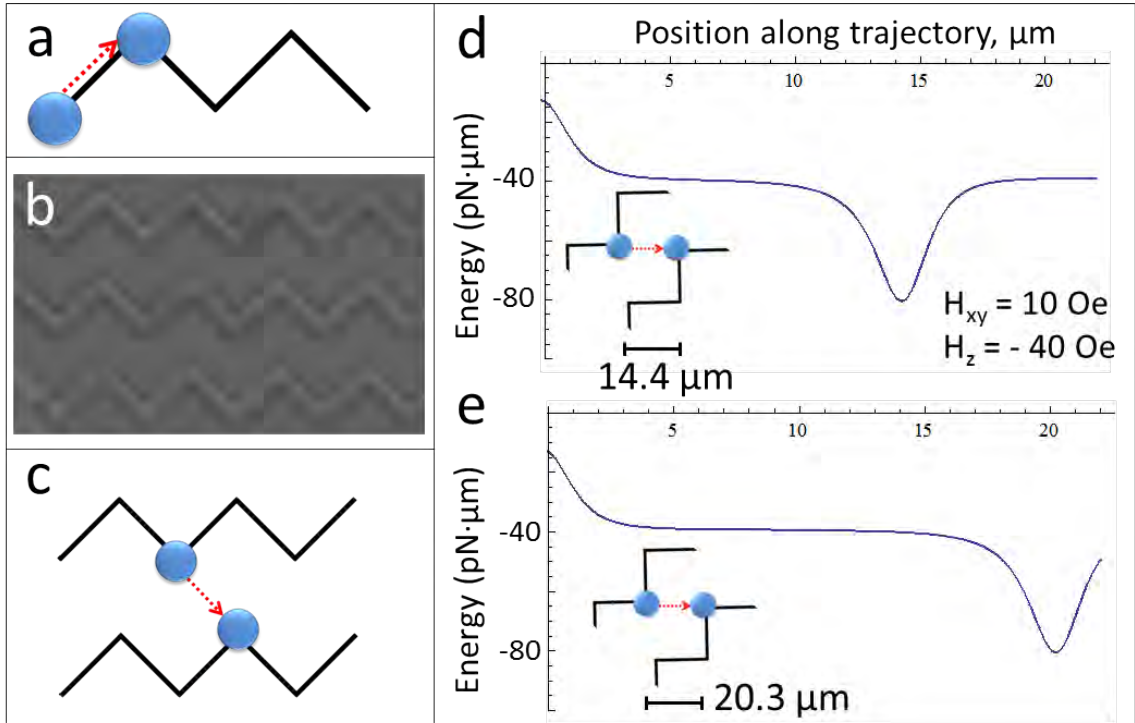 a
b
c
d
Position along trajectory, μm
5
10
15
20
-40
-80
Energy (pN·μm)
H_xy = 10 Oe
H_z = - 40 Oe
14.4 μm
e
5
10
15
20
-40
-80
Energy (pN·μm)
20.3 μm